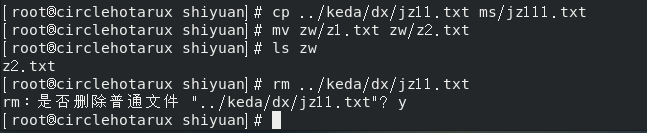 [root@circlehotarux shiyuan]# cp ../keda/dx/jz11.txt ms/jz111.txt
[root@circlehotarux shiyuan]# mv zw/z1.txt zw/z2.txt
[root@circlehotarux shiyuan]# ls zw
z2.txt
[root@circlehotarux shiyuan]# rm ../keda/dx/jz11.txt
rm：是否删除普通文件 "../keda/dx/jz11.txt"? y
[root@circlehotarux shiyuan]#